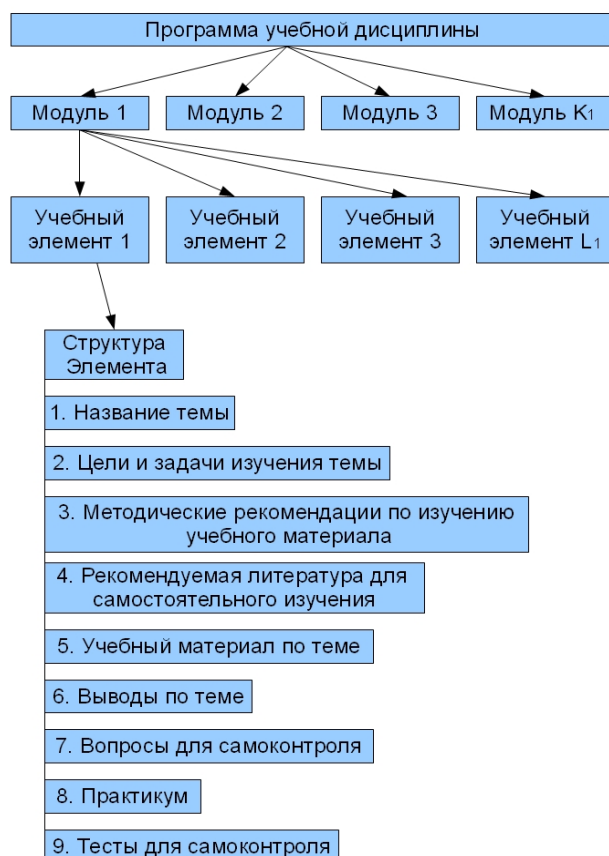 Программа учебной дисциплины
Модуль 1
Модуль 2
Модуль 3
Модуль K₁
Учебный
элемент 1
Учебный
элемент 2
Учебный
элемент 3
Учебный
элемент L₁
Структура
Элемента
1. Название темы
2. Цели и задачи изучения темы
3. Методические рекомендации по изучению
учебного материала
4. Рекомендуемая литература для
самостоятельного изучения
5. Учебный материал по теме
6. Выводы по теме
7. Вопросы для самоконтроля
8. Практикум
9. Тесты для самоконтроля